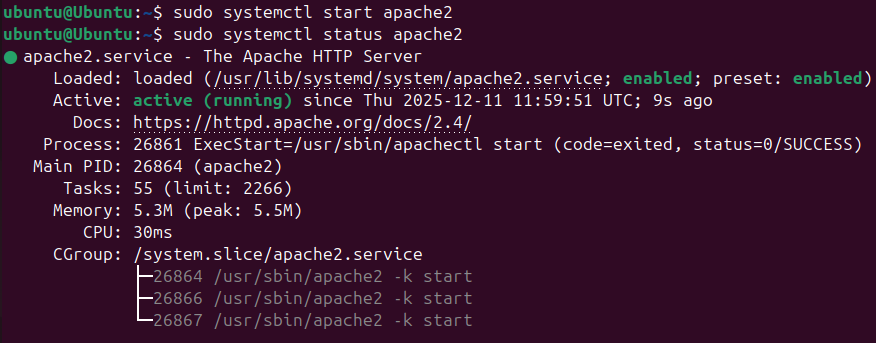 ubuntu@Ubuntu:~$ sudo systemctl start apache2
ubuntu@Ubuntu:~$ sudo systemctl status apache2
● apache2.service - The Apache HTTP Server
     Loaded: loaded (/usr/lib/systemd/system/apache2.service; enabled; preset: enabled)
     Active: active (running) since Thu 2025-12-11 11:59:51 UTC; 9s ago
       Docs: https://httpd.apache.org/docs/2.4/
    Process: 26861 ExecStart=/usr/sbin/apachectl start (code=exited, status=0/SUCCESS)
   Main PID: 26864 (apache2)
      Tasks: 55 (limit: 2266)
     Memory: 5.3M (peak: 5.5M)
        CPU: 30ms
     CGroup: /system.slice/apache2.service
             ├─26864 /usr/sbin/apache2 -k start
             ├─26866 /usr/sbin/apache2 -k start
             └─26867 /usr/sbin/apache2 -k start